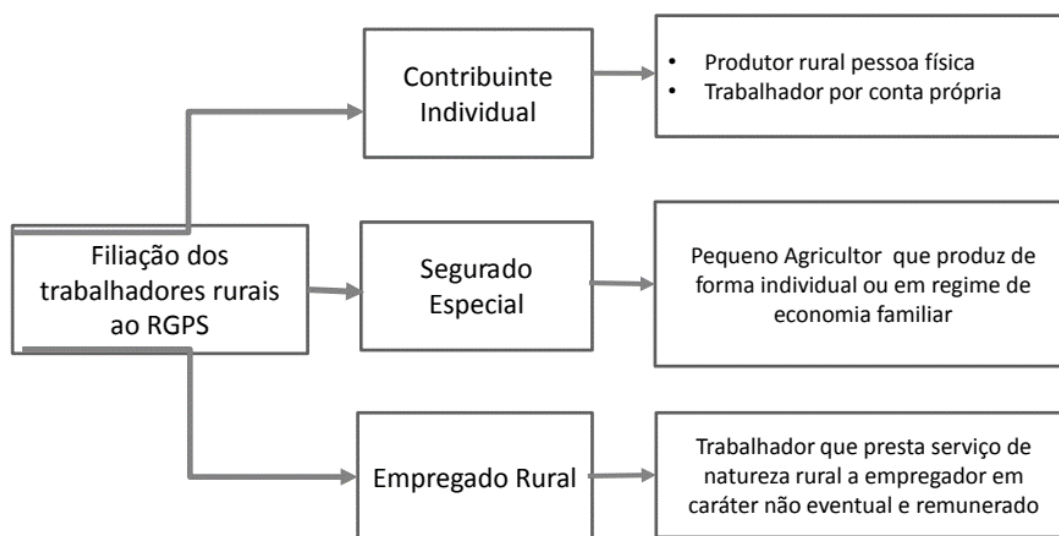 Contribuinte
Individual
• Produtor rural pessoa física
• Trabalhador por conta própria
Filiação dos
trabalhadores rurais
ao RGPS
Segurado
Especial
Pequeno Agricultor que produz de
forma individual ou em regime de
economia familiar
Empregado Rural
Trabalhador que presta serviço de
natureza rural a empregador em
caráter não eventual e remunerado